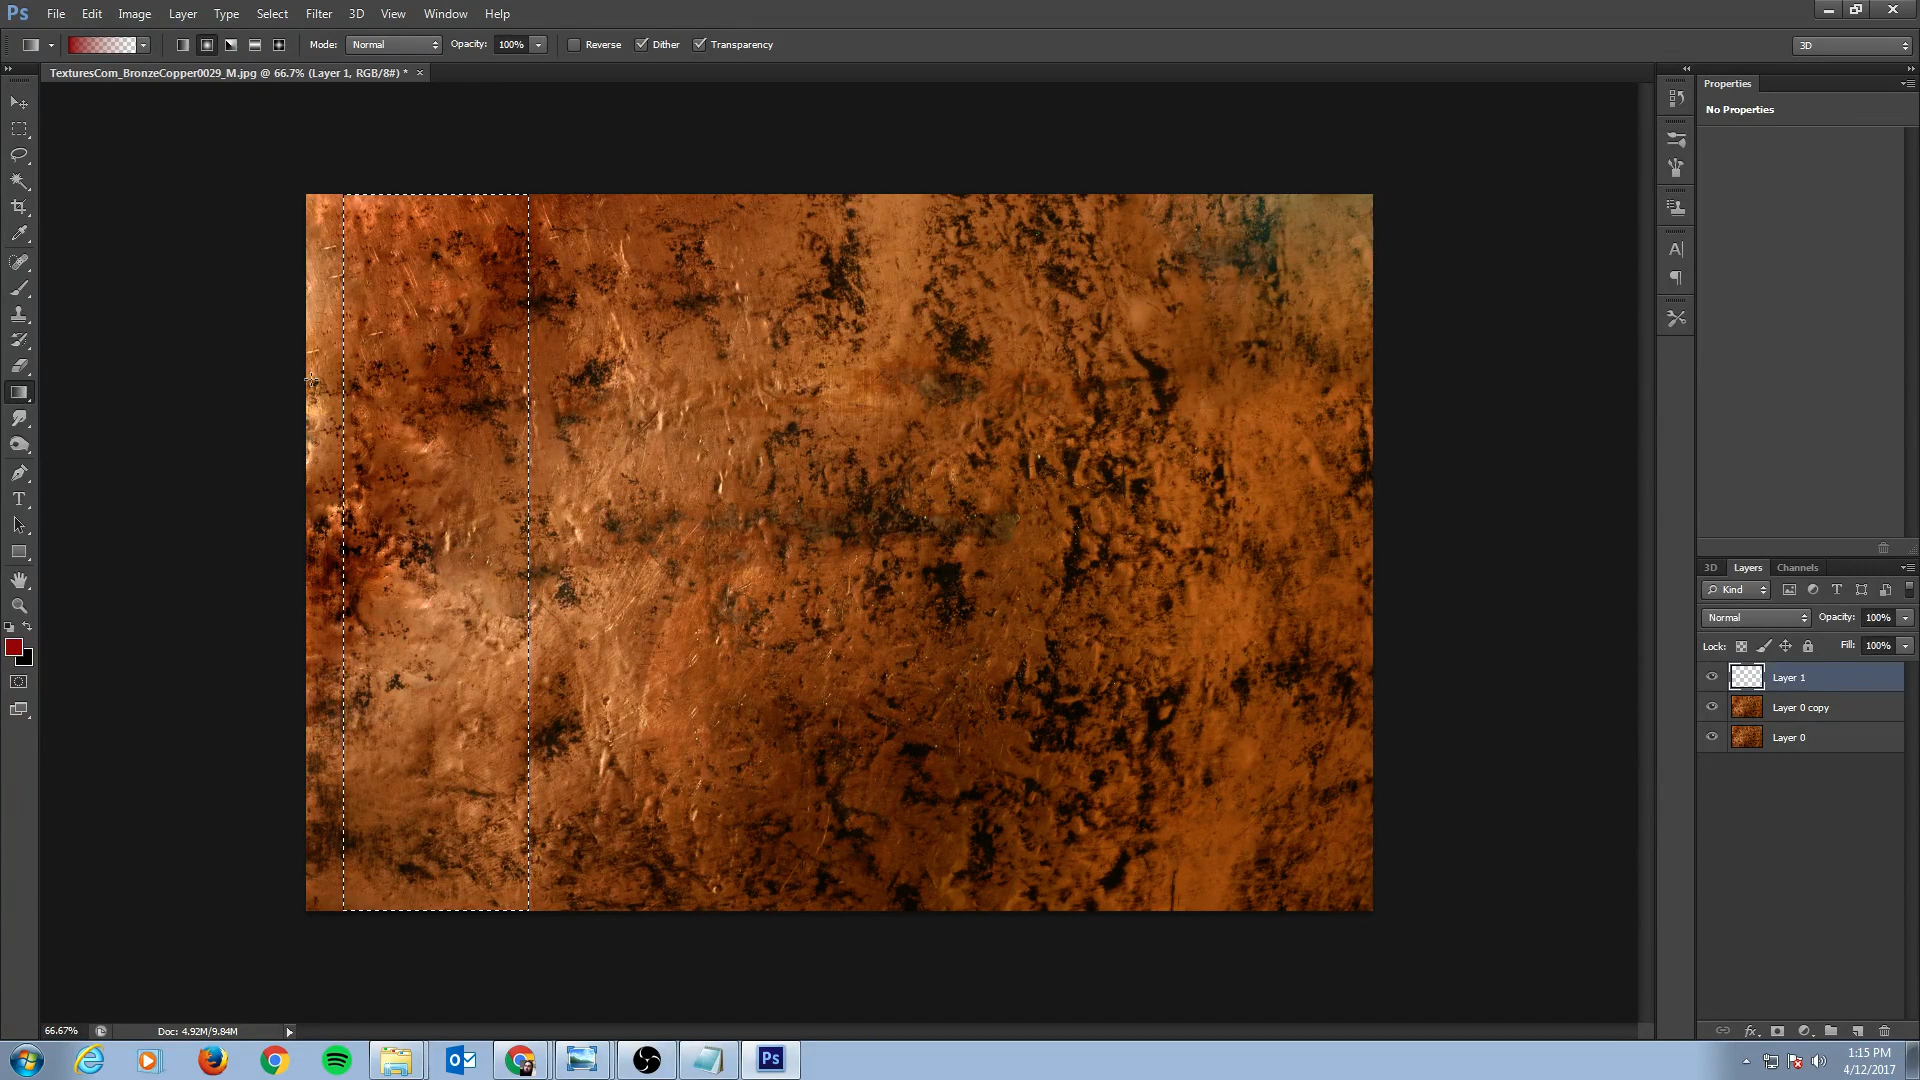 Ps File Edit Image Layer Type Select Filter 3D View Window Help
Mode: Normal Opacity: 100% Reverse Dither Transparency 3D
TexturesCom_BronzeCopper0029_M.jpg @ 66.7% (Layer 1, RGB/8#) * ×
Properties
No Properties
3D Layers Channels
Kind
Normal Opacity: 100%
Lock: Fill: 100%
Layer 1
Layer 0 copy
Layer 0
66.67% Doc: 4.92M/9.84M
fx
Ps
1:15 PM
4/12/2017